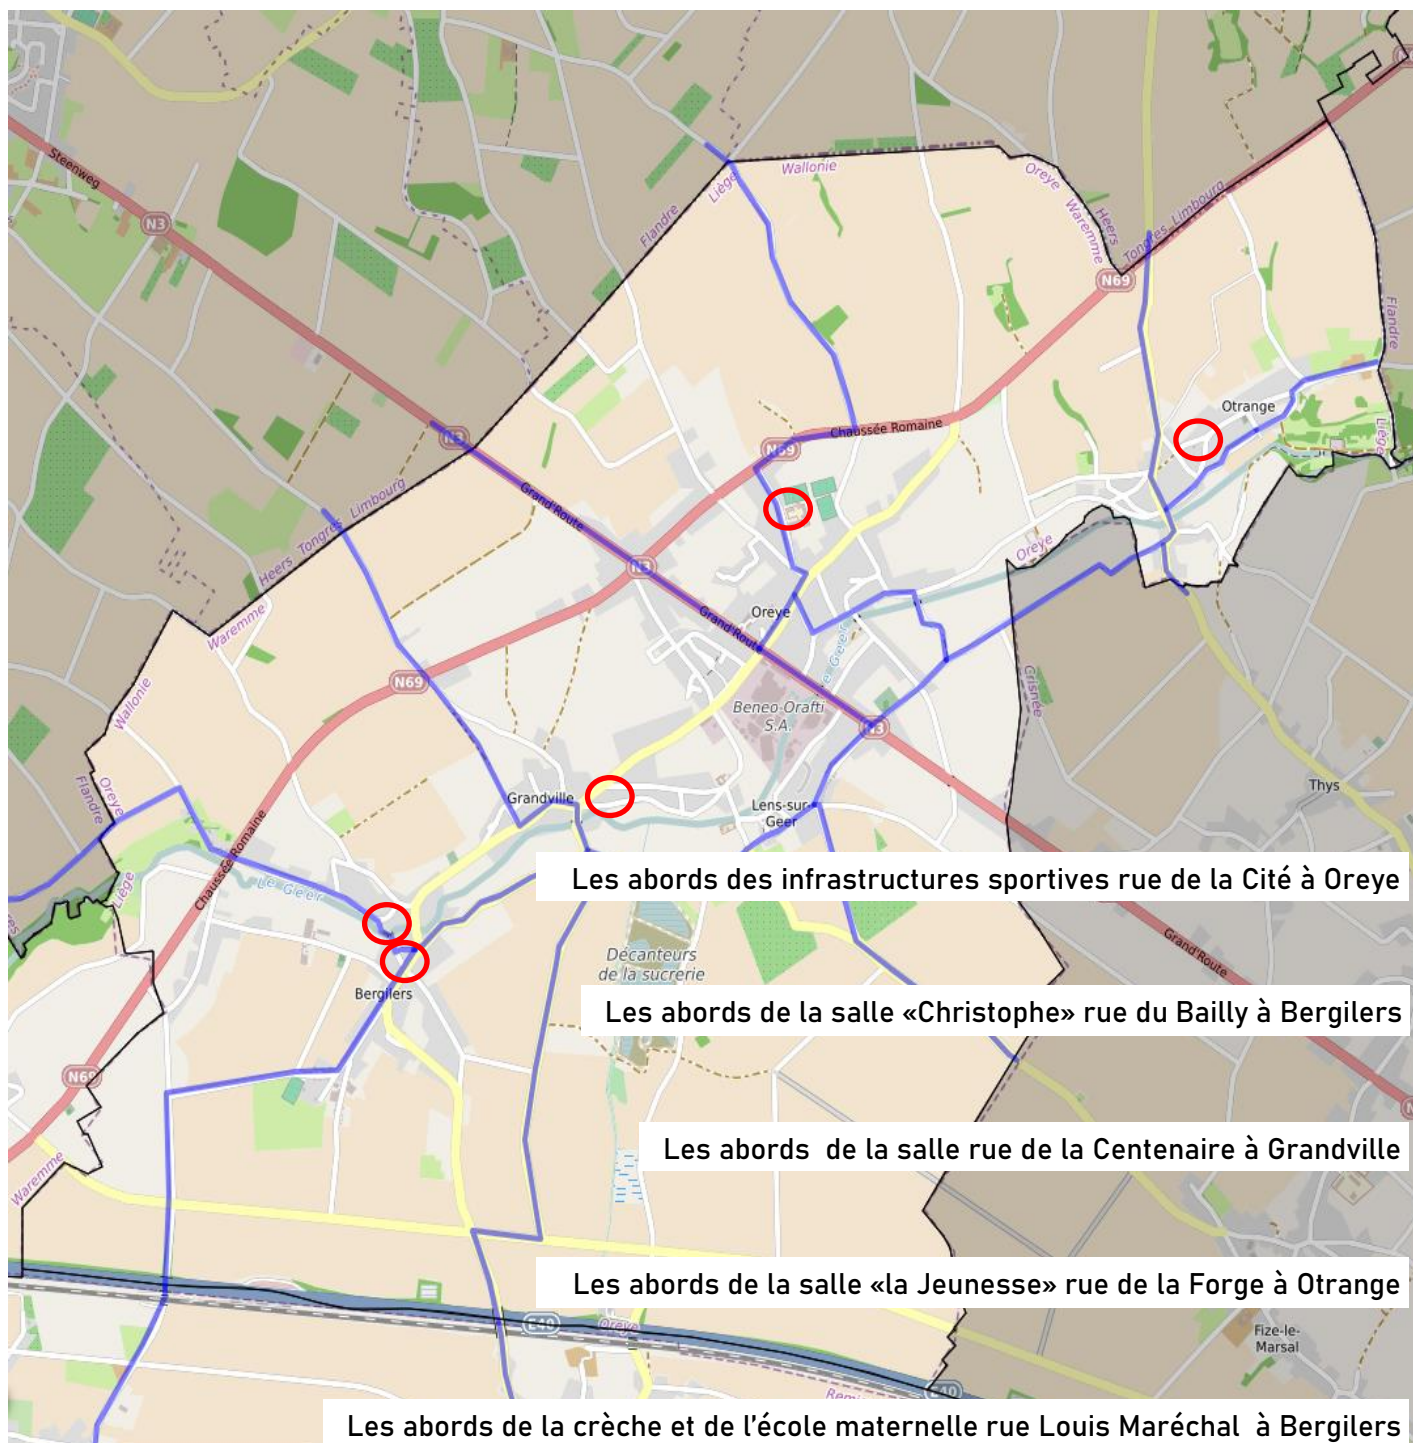 Steenweg
N3
Flandre
Liège
Wallonie
Oreye
Waremme
Heers
Tongres Limbourg
N69
Flandre
Liège
Otrange
N3
Chaussée Romaine
N69
Grand'Route
Heers Tongres Limbourg
N3
Oreye
Oreye
Grand'Route
Le Geer
Waremme
Wallonie
N69
Crisnée
Beneo-Orafti
S.A.
N3
Oreye
Flandre
Grandville
Lens-sur-
Geer
Thys
Chaussée Romaine
Le Geer
Liège
Les abords des infrastructures sportives rue de la Cité à Oreye
Grand'Route
Décanteurs
de la sucrerie
Bergilers
Les abords de la salle «Christophe» rue du Bailly à Bergilers
N69
Les abords de la salle rue de la Centenaire à Grandville
Waremme
Les abords de la salle «la Jeunesse» rue de la Forge à Otrange
E40
Oreye
Fize-le-
Marsal
E40
Les abords de la crèche et de l'école maternelle rue Louis Maréchal à Bergilers